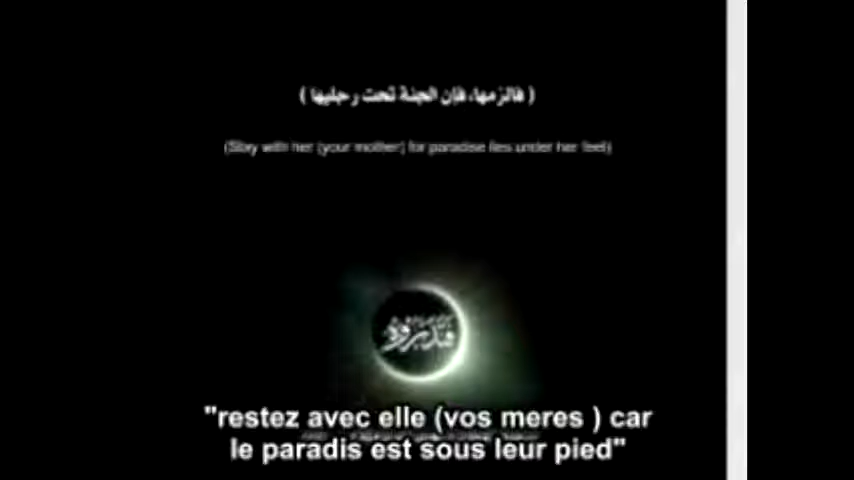 ( فالزمها، فإن الجنة تحت رجليها )
(Stay with her (your mother) for paradise lies under her feet)
"restez avec elle (vos meres ) car
le paradis est sous leur pied"